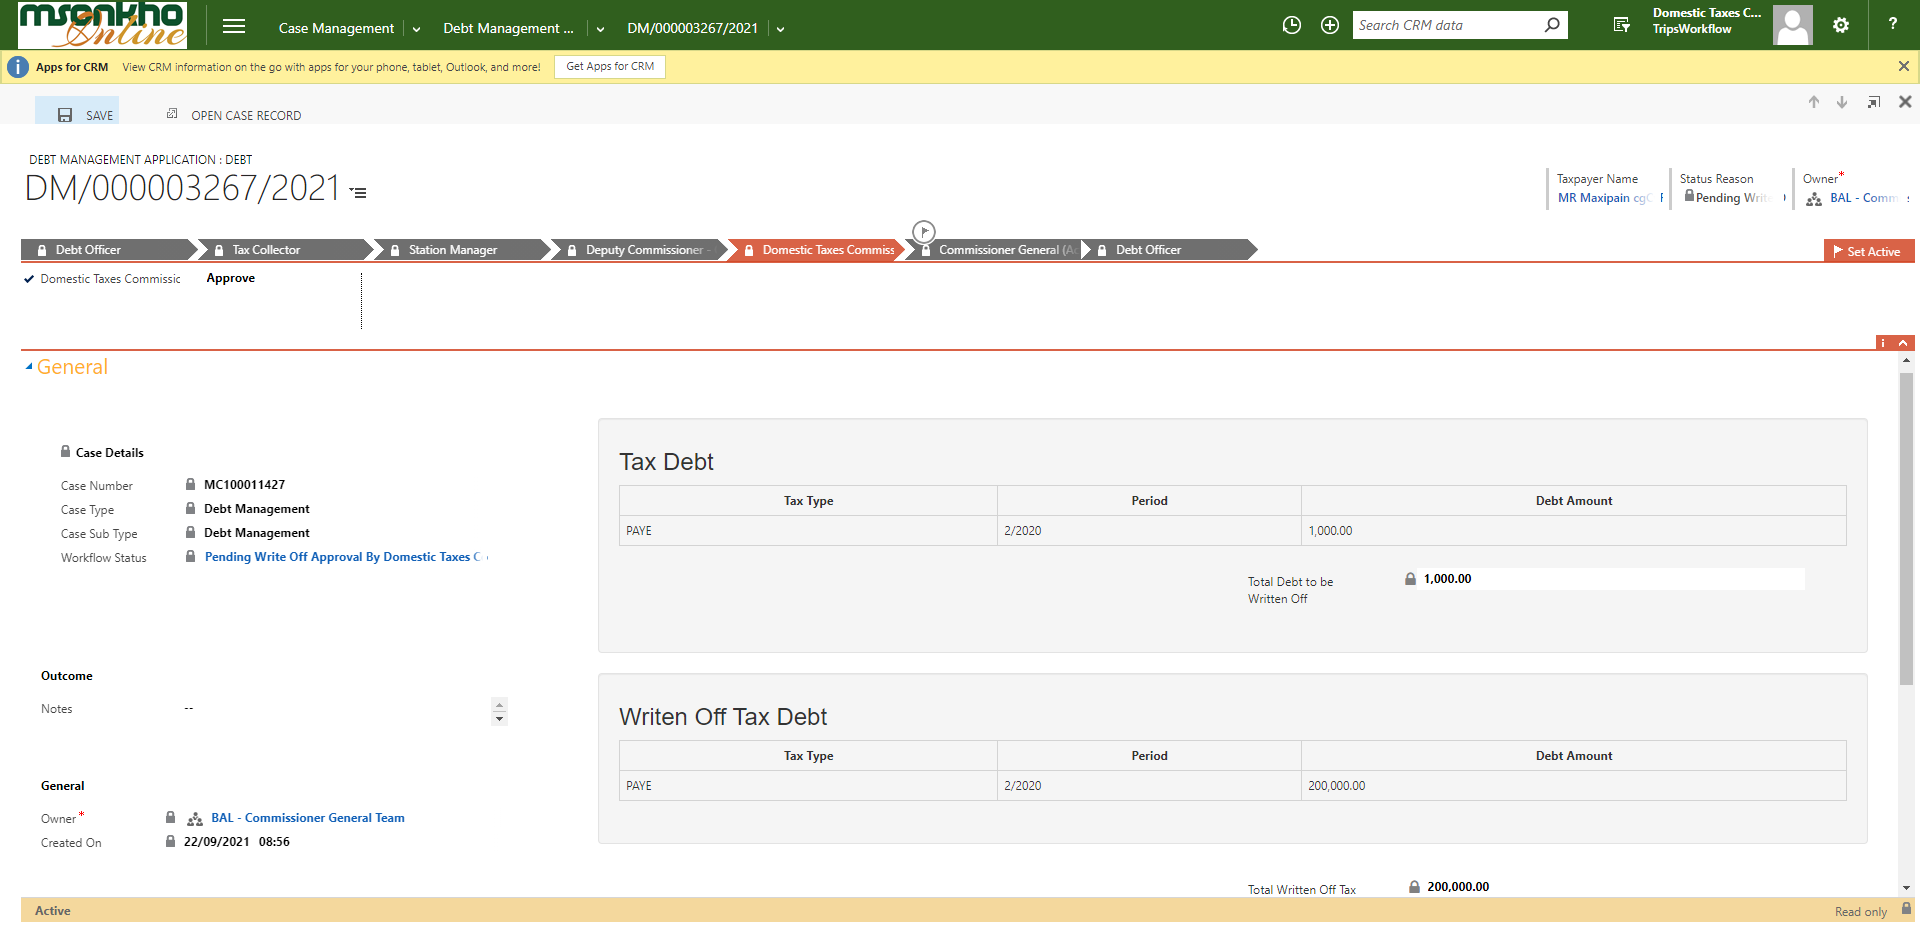 msonkho
Online
Case Management
Debt Management ...
DM/000003267/2021
Search CRM data
Domestic Taxes C...
TripsWorkflow
?
Apps for CRM
View CRM information on the go with apps for your phone, tablet, Outlook, and more!
Get Apps for CRM
SAVE
OPEN CASE RECORD
DEBT MANAGEMENT APPLICATION : DEBT
DM/000003267/2021
Taxpayer Name
MR Maxipain
Status Reason
Pending Writ
Owner*
BAL - Comm
Debt Officer
Tax Collector
Station Manager
Deputy Commissioner -
Domestic Taxes Commiss
Commissioner General (A
Debt Officer
Set Active
Domestic Taxes Commissic
Approve
General
Case Details
Case Number
MC100011427
Case Type
Debt Management
Case Sub Type
Debt Management
Workflow Status
Pending Write Off Approval By Domestic Taxes C
Outcome
Notes
--
General
Owner*
BAL - Commissioner General Team
Created On
22/09/2021 08:56
Tax Debt
Tax Type Period Debt Amount
PAYE 2/2020 1,000.00
Total Debt to be
Written Off
1,000.00
Writen Off Tax Debt
Tax Type Period Debt Amount
PAYE 2/2020 200,000.00
Total Written Off Tax
200,000.00
Active
Read only